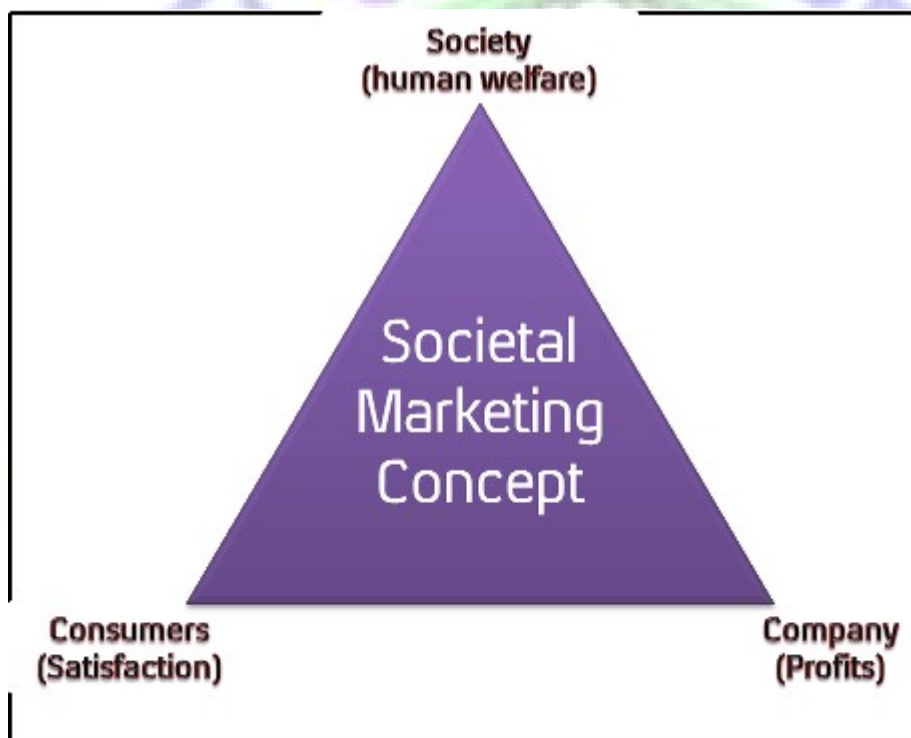 Society
(human welfare)
Societal
Marketing
Concept
Consumers
(Satisfaction)
Company
(Profits)